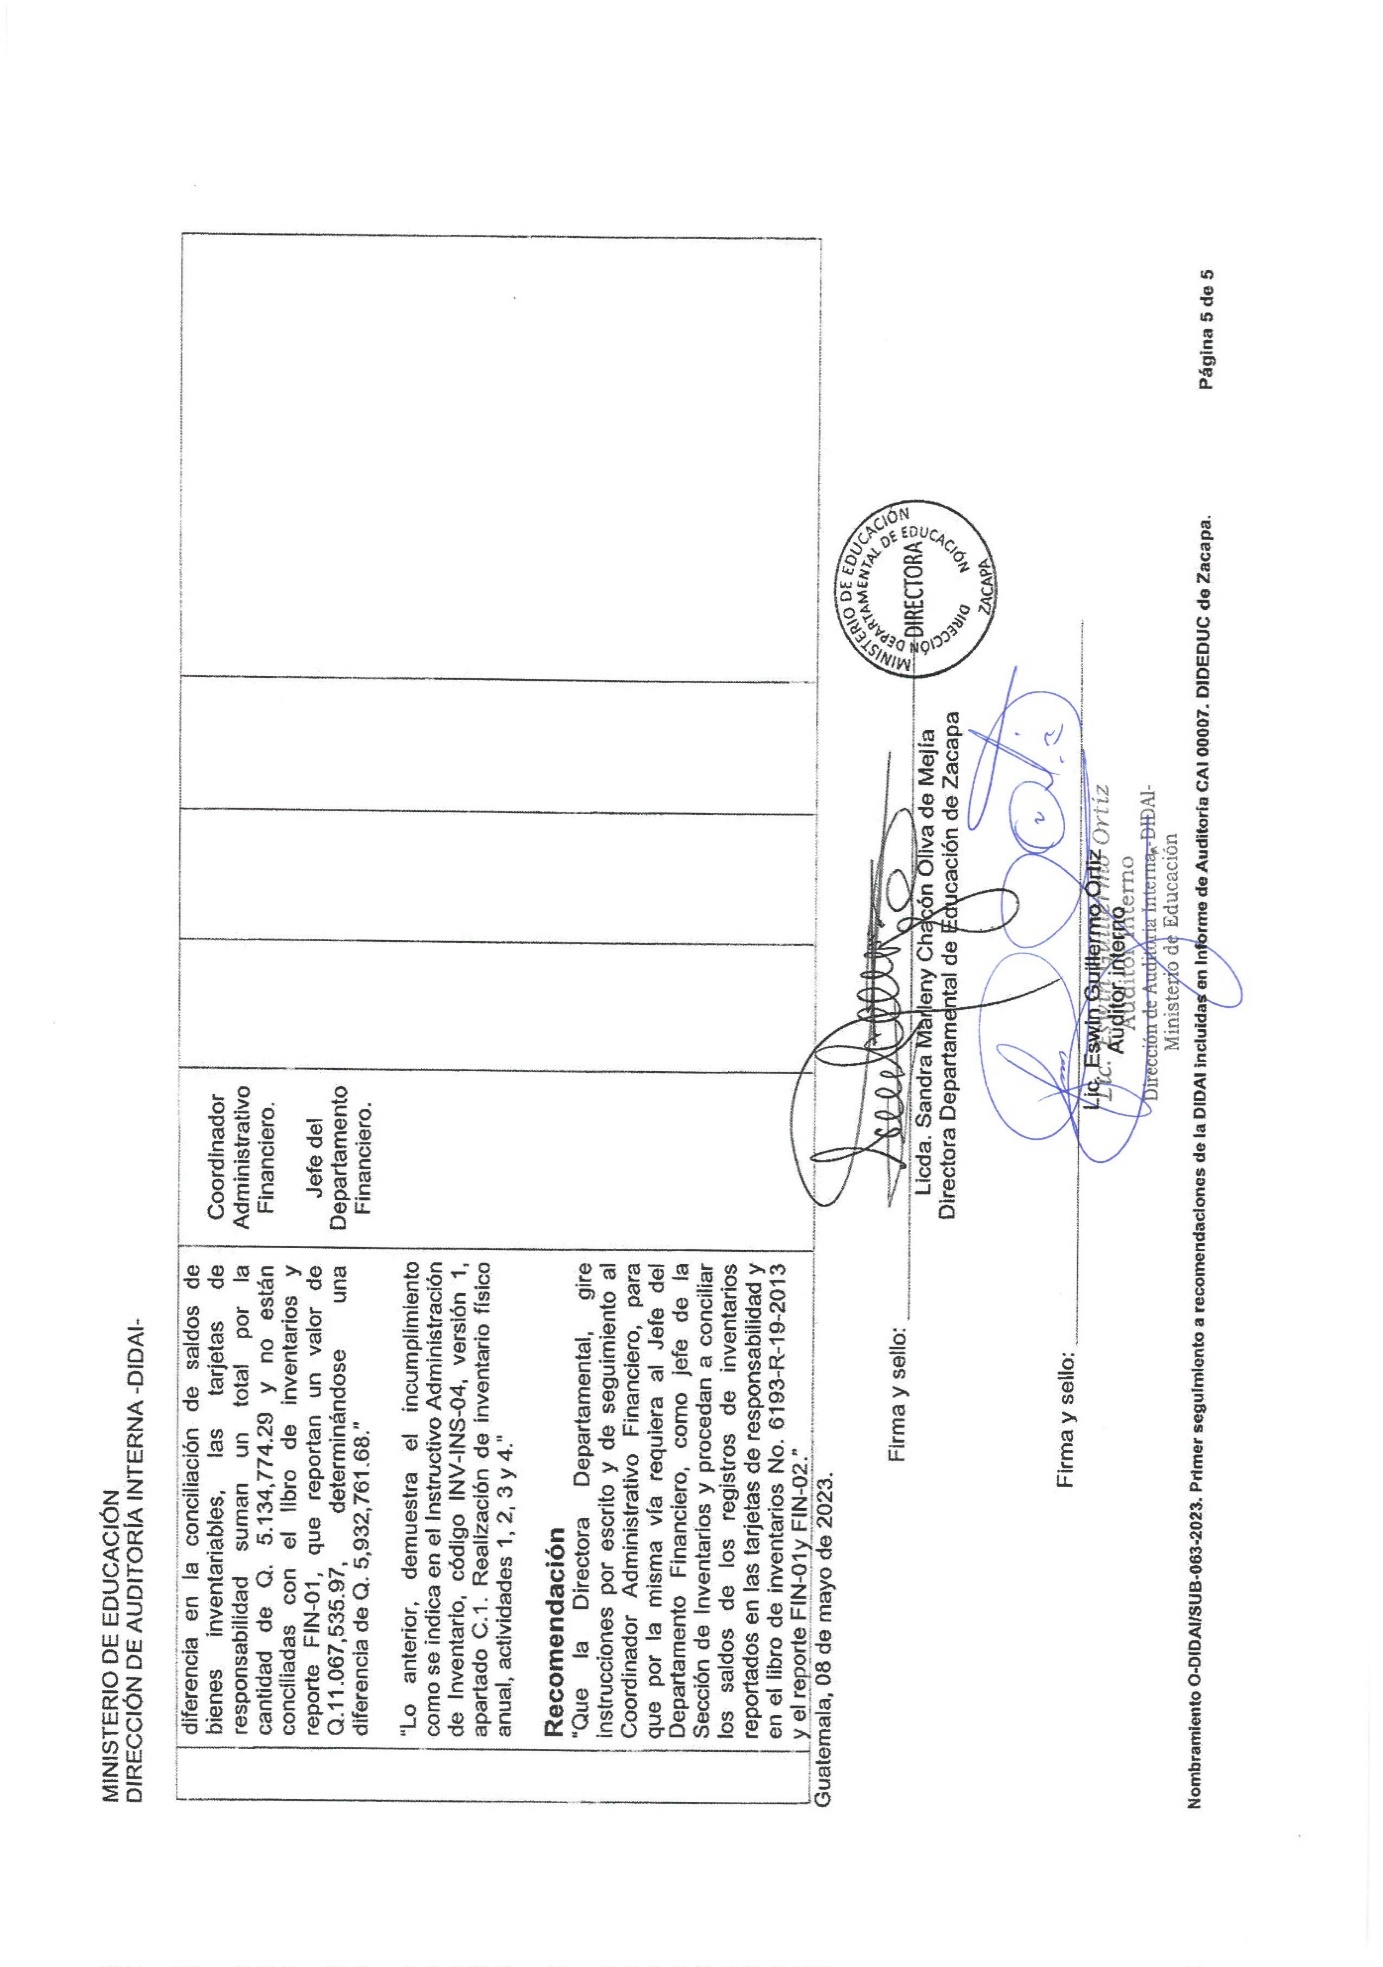 MINISTERIO DE EDUCACIÓN
DIRECCIÓN DE AUDITORÍA INTERNA -DIDAI-
diferencia en la conciliación de saldos de
bienes inventariables, las tarjetas de
responsabilidad suman un total por la
cantidad de Q. 5.134,774.29 y no están
conciliadas con el libro de inventarios y
reporte FIN-01, que reportan un valor de
Q.11.067,535.97, determinándose una
diferencia de Q. 5,932,761.68."
"Lo anterior, demuestra el incumplimiento
como se indica en el Instructivo Administración
de Inventario, código INV-INS-04, versión 1,
apartado C.1. Realización de inventario físico
anual, actividades 1, 2, 3 y 4."
Recomendación
"Que la Directora Departamental, gire
instrucciones por escrito y de seguimiento al
Coordinador Administrativo Financiero, para
que por la misma vía requiera al Jefe del
Departamento Financiero, como jefe de la
Sección de Inventarios y procedan a conciliar
los saldos de los registros de inventarios
reportados en las tarjetas de responsabilidad y
en el libro de inventarios No. 6193-R-19-2013
y el reporte FIN-01y FIN-02."
Coordinador
Administrativo
Financiero.
Jefe del
Departamento
Financiero.
Guatemala, 08 de mayo de 2023.
Firma y sello:
Licda. Sandra Marleny Chacón Oliva de Mejía
Directora Departamental de Educación de Zacapa
MINISTERIO DE EDUCACIÓN
DIRECCIÓN DEPARTAMENTAL DE EDUCACIÓN
DIRECTORA
ZACAPA
Firma y sello:
Lic. Eswin Guillermo Ortiz
Auditor interno
Lic. Eswin Guillermo Ortiz
Auditor Interno
Dirección de Auditoría Interna, -DIDAI-
Ministerio de Educación
Nombramiento O-DIDAI/SUB-063-2023. Primer seguimiento a recomendaciones de la DIDAI incluidas en Informe de Auditoría CAI 00007. DIDEDUC de Zacapa.
Página 5 de 5